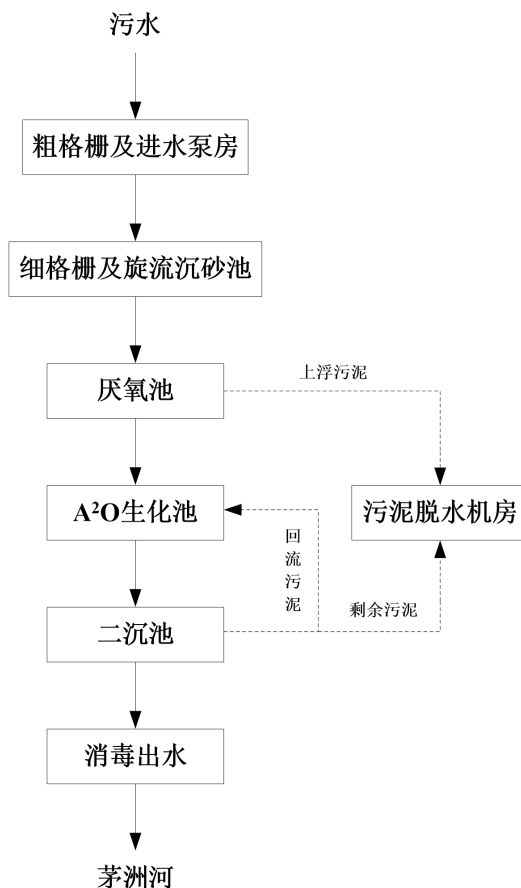 污水
粗格栅及进水泵房
细格栅及旋流沉砂池
厌氧池
上浮污泥
A²O生化池
污泥脱水机房
回流污泥
二沉池
剩余污泥
消毒出水
茅洲河